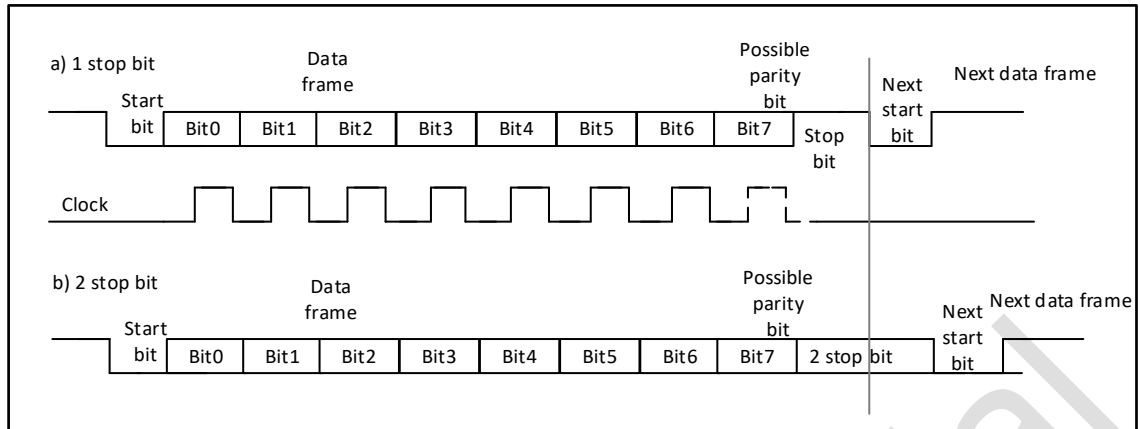 a) 1 stop bit
Data
frame
Possible
parity
bit
Next data frame
Start
bit
Bit0
Bit1
Bit2
Bit3
Bit4
Bit5
Bit6
Bit7
Stop
bit
Next
start
bit
Clock
b) 2 stop bit
Data
frame
Possible
parity
bit
Next data frame
Start
bit
Bit0
Bit1
Bit2
Bit3
Bit4
Bit5
Bit6
Bit7
2 stop bit
Next
start
bit